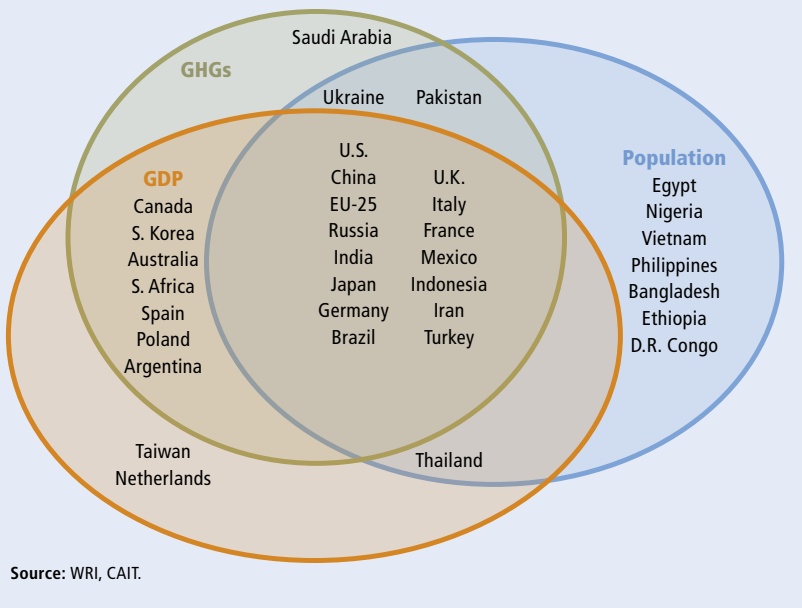 Saudi Arabia
GHGs
Ukraine
Pakistan
Population
Egypt
Nigeria
Vietnam
Philippines
Bangladesh
Ethiopia
D.R. Congo
GDP
Canada
S. Korea
Australia
S. Africa
Spain
Poland
Argentina
U.S.
China
EU-25
Russia
India
Japan
Germany
Brazil
U.K.
Italy
France
Mexico
Indonesia
Iran
Turkey
Taiwan
Netherlands
Thailand
Source: WRI, CAIT.